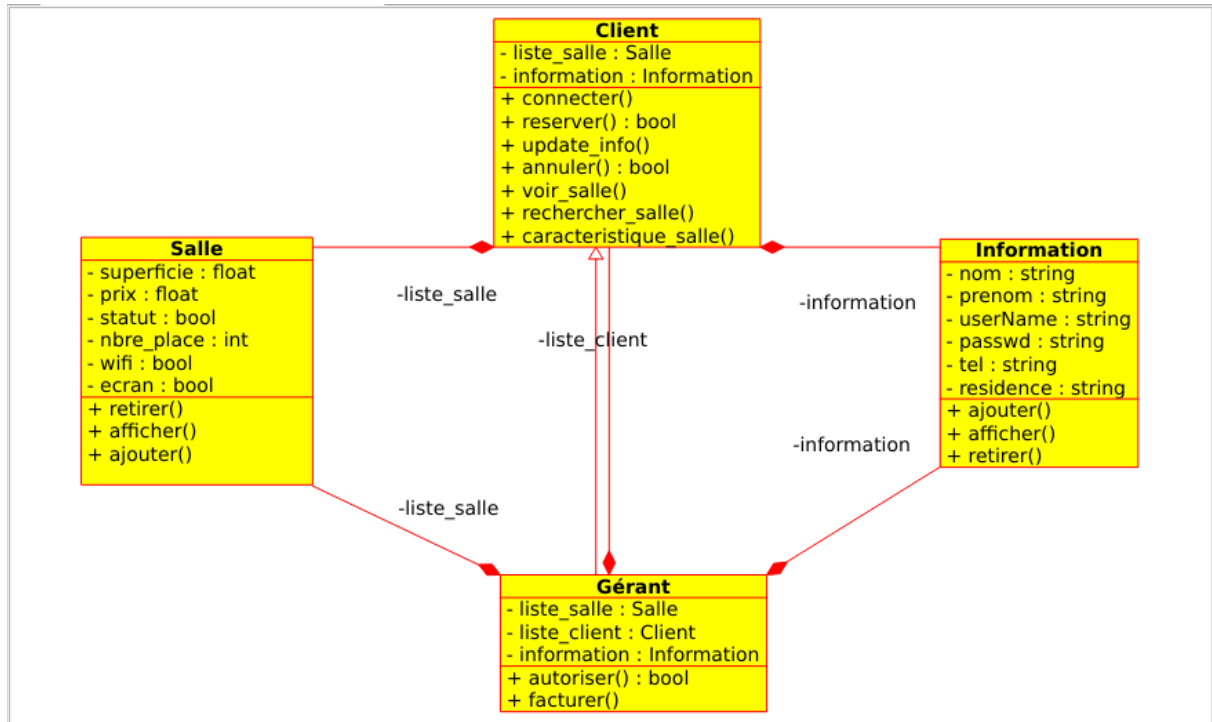 Client
- liste_salle : Salle
- information : Information
+ connecter()
+ reserver() : bool
+ update_info()
+ annuler() : bool
+ voir_salle()
+ rechercher_salle()
+ caracteristique_salle()
Salle
- superficie : float
- prix : float
- statut : bool
- nbre_place : int
- wifi : bool
- ecran : bool
+ retirer()
+ afficher()
+ ajouter()
-liste_salle
-liste_client
-information
Information
- nom : string
- prenom : string
- userName : string
- passwd : string
- tel : string
- residence : string
+ ajouter()
+ afficher()
+ retirer()
-liste_salle
-information
Gérant
- liste_salle : Salle
- liste_client : Client
- information : Information
+ autoriser() : bool
+ facturer()